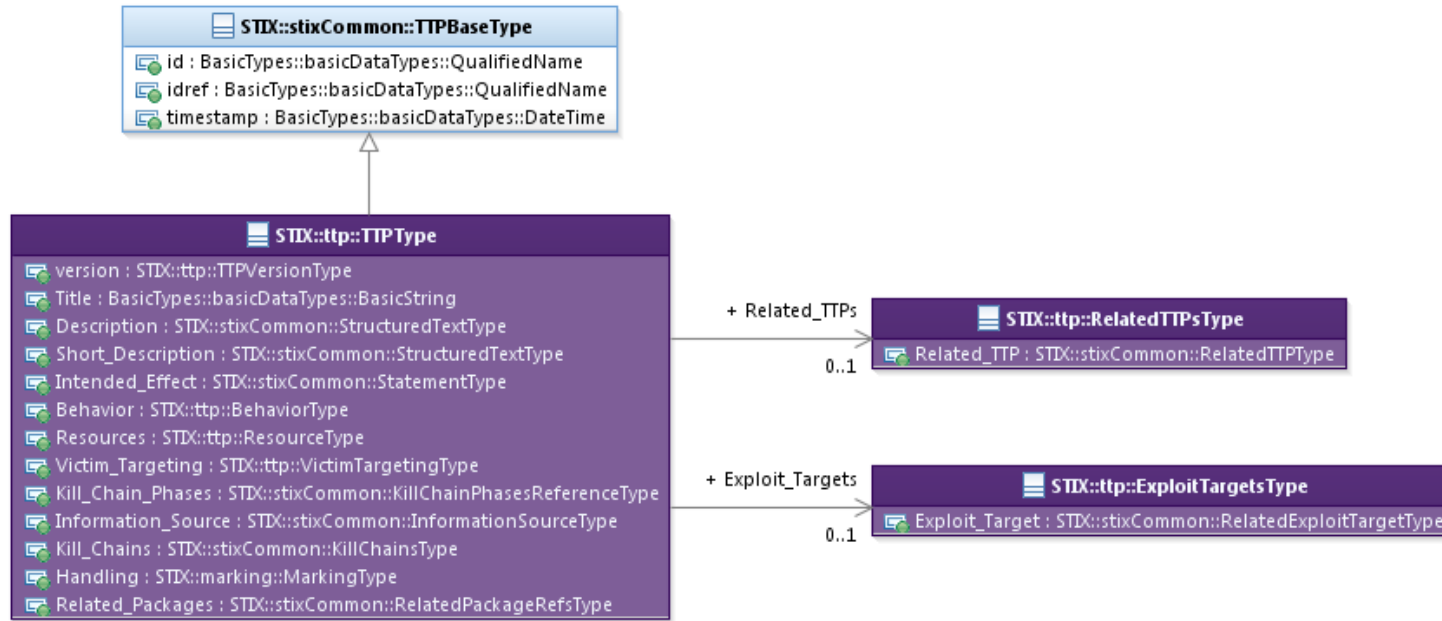 STIX::stixCommon::TTPBaseType
id : BasicTypes::basicDataTypes::QualifiedName
idref : BasicTypes::basicDataTypes::QualifiedName
timestamp : BasicTypes::basicDataTypes::DateTime
STIX::ttp::TTPType
version : STIX::ttp::TTPVersionType
Title : BasicTypes::basicDataTypes::BasicString
Description : STIX::stixCommon::StructuredTextType
Short_Description : STIX::stixCommon::StructuredTextType
Intended_Effect : STIX::stixCommon::StatementType
Behavior : STIX::ttp::BehaviorType
Resources : STIX::ttp::ResourceType
Victim_Targeting : STIX::ttp::VictimTargetingType
Kill_Chain_Phases : STIX::stixCommon::KillChainPhasesReferenceType
Information_Source : STIX::stixCommon::InformationSourceType
Kill_Chains : STIX::stixCommon::KillChainsType
Handling : STIX::marking::MarkingType
Related_Packages : STIX::stixCommon::RelatedPackageRefsType
+ Related_TTPs
0..1
STIX::ttp::RelatedTTPsType
Related_TTP : STIX::stixCommon::RelatedTTPType
+ Exploit_Targets
0..1
STIX::ttp::ExploitTargetsType
Exploit_Target : STIX::stixCommon::RelatedExploitTargetType